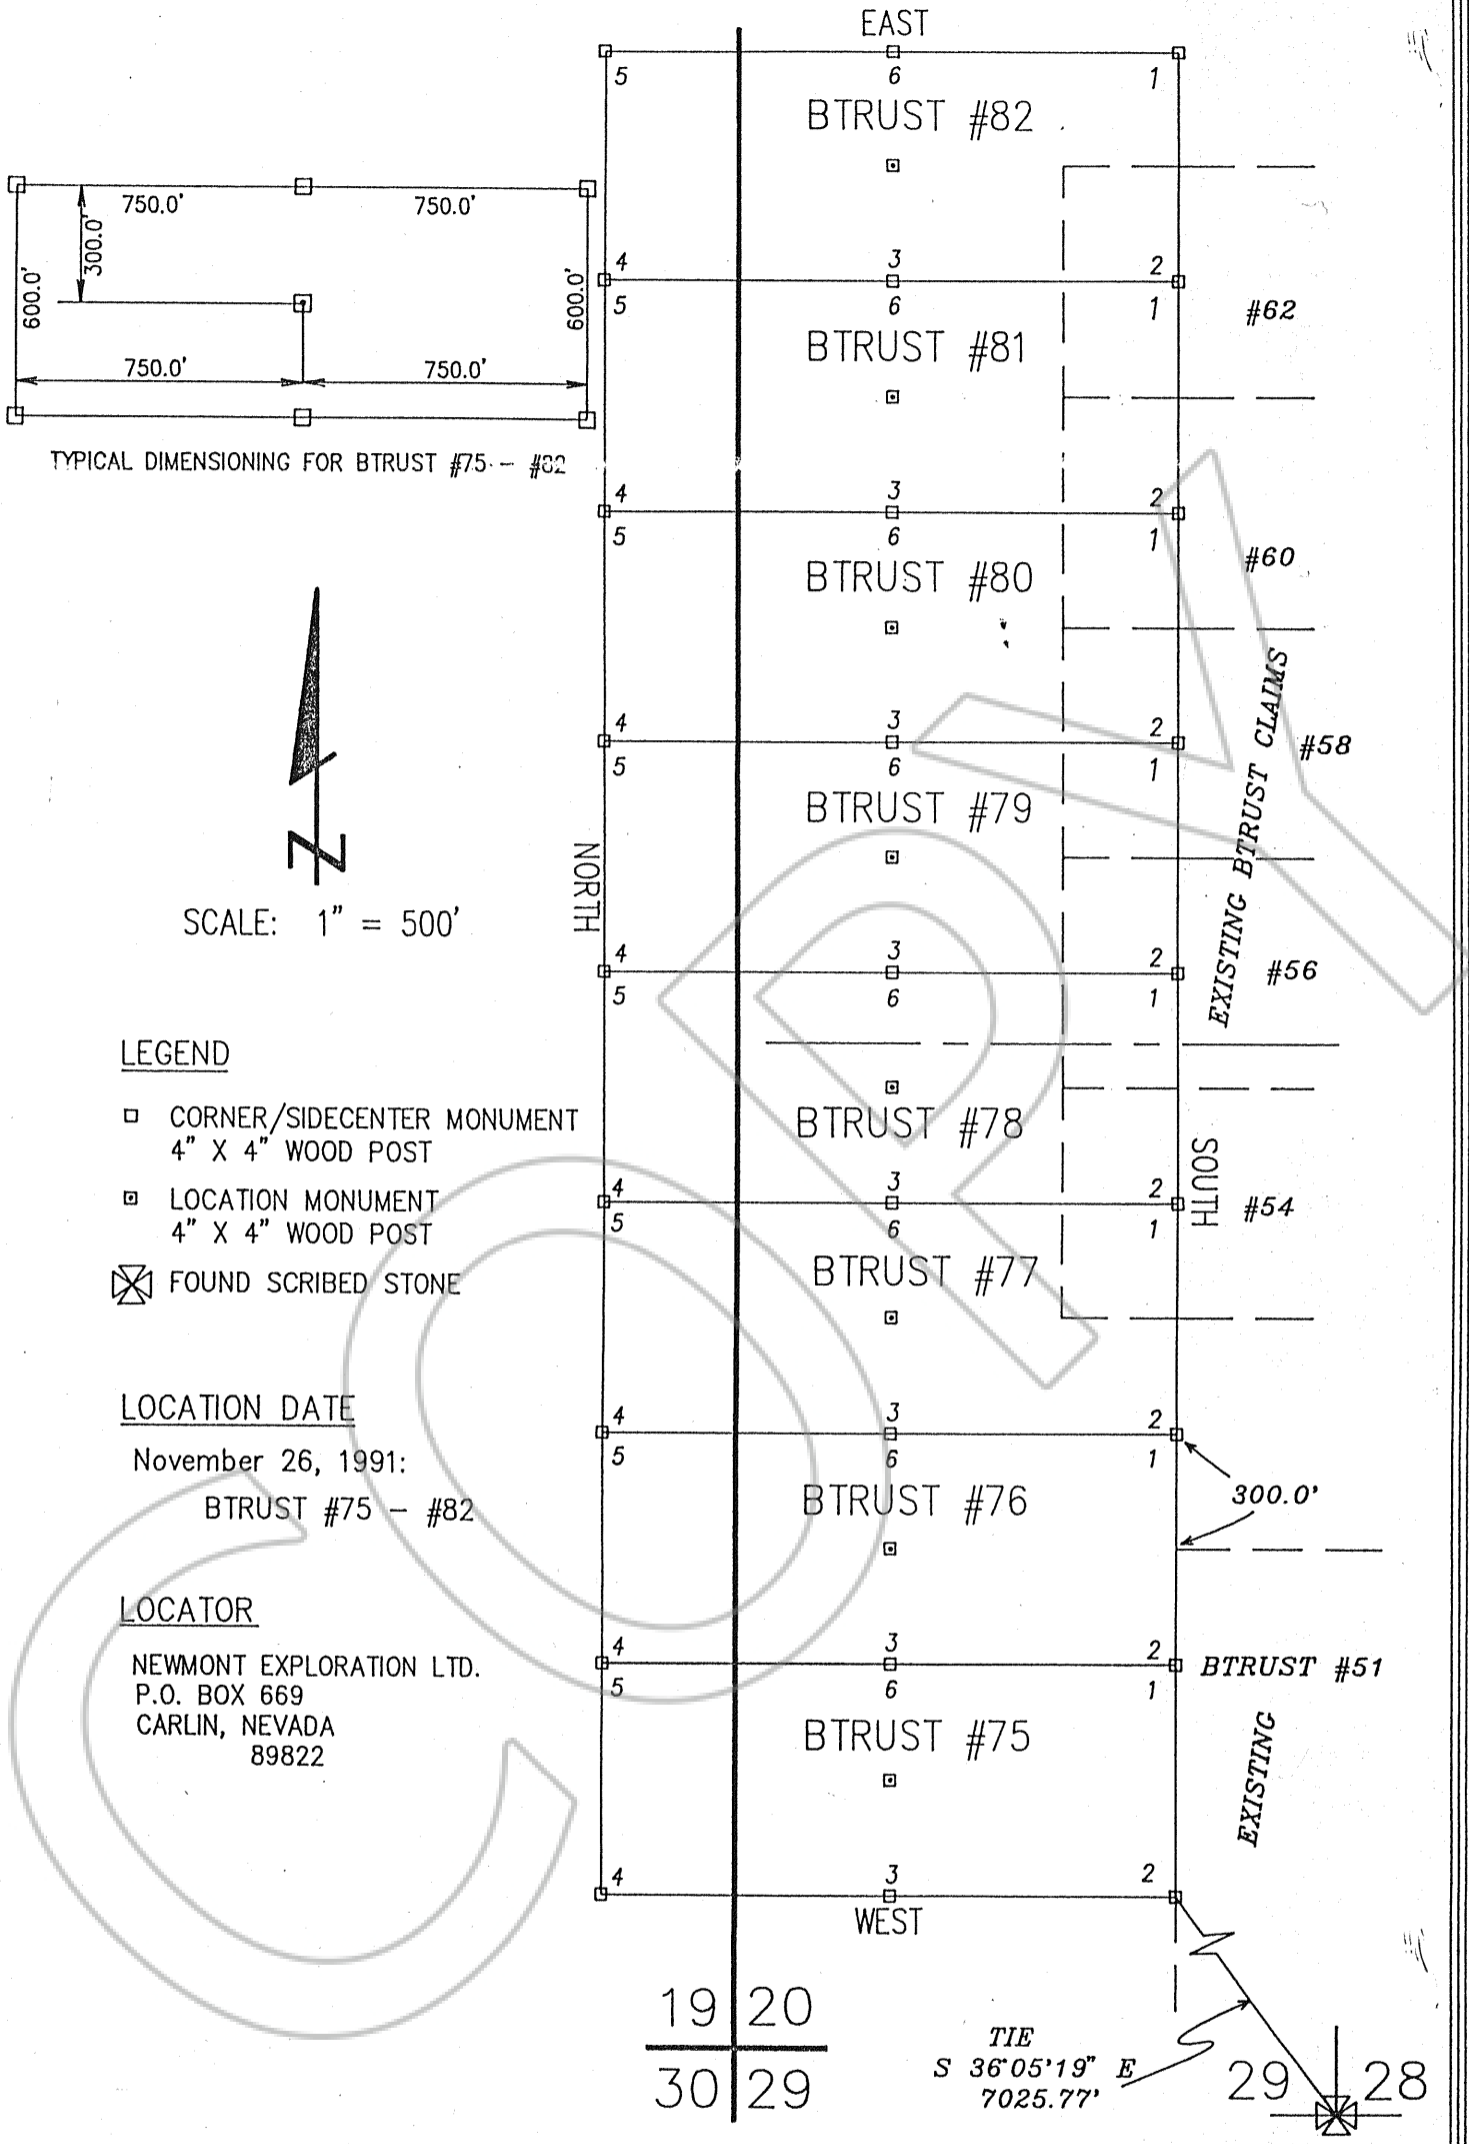 EAST
5 6 1
BTRUST #82
750.0' 750.0'
300.0'
600.0' 600.0'
750.0' 750.0'
TYPICAL DIMENSIONING FOR BTRUST #75 - #82
4 3 2
5 6 1
#62
BTRUST #81
4 3 2
5 6 1
#60
BTRUST #80
4 3 2
5 6 1
#58
BTRUST #79
EXISTING BTRUST CLAIMS
NORTH
N
SCALE: 1" = 500'
4 3 2
5 6 1
#56
BTRUST #78
SOUTH
4 3 2
5 6 1
#54
BTRUST #77
LEGEND
CORNER/SIDECENTER MONUMENT
4" X 4" WOOD POST
LOCATION MONUMENT
4" X 4" WOOD POST
FOUND SCRIBED STONE
4 3 2
5 6 1
300.0'
BTRUST #76
LOCATION DATE
November 26, 1991:
BTRUST #75 - #82
LOCATOR
NEWMONT EXPLORATION LTD.
P.O. BOX 669
CARLIN, NEVADA
89822
4 3 2
5 6 1
BTRUST #51
EXISTING
BTRUST #75
4 3 2
WEST
19 20
30 29
TIE
S 36°05'19" E
7025.77'
29 28
COPY